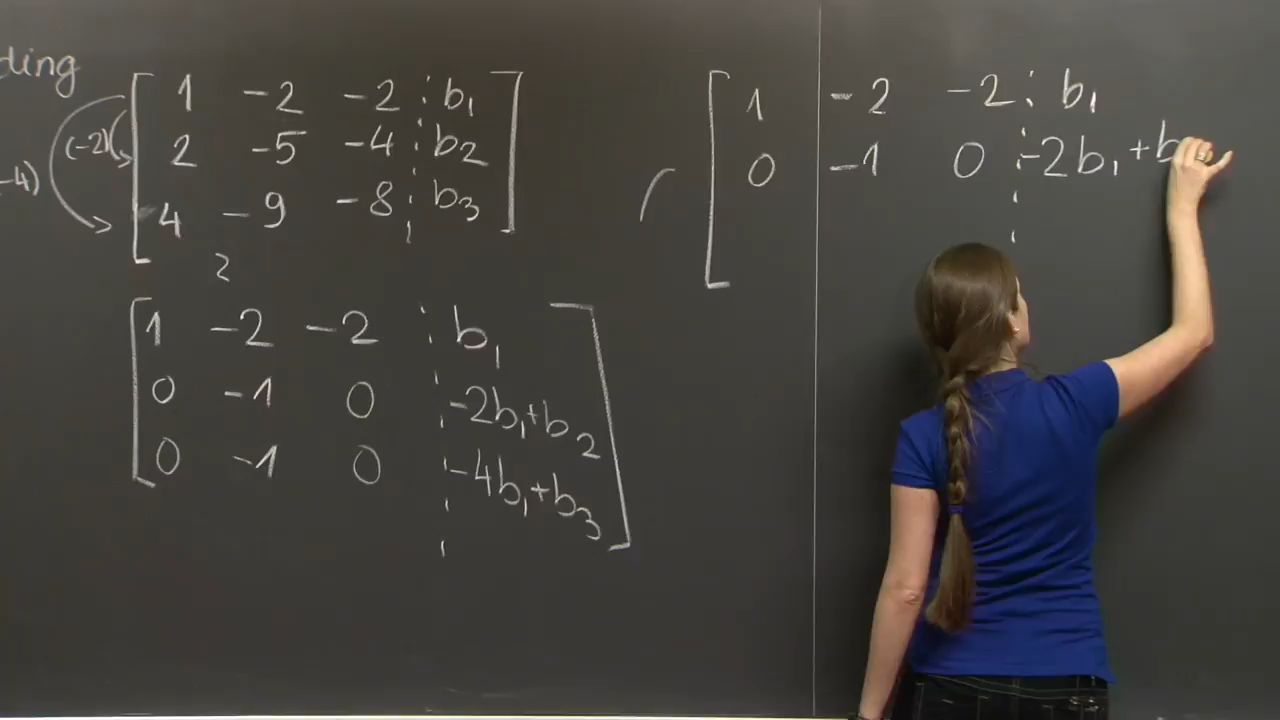 ding
1 -2 -2 ⋮ b₁
(-2) 2 -5 -4 ⋮ b₂
-4) 4 -9 -8 ⋮ b₃
2
1 -2 -2 ⋮ b₁
0 -1 0 ⋮ -2b₁+b₂
0 -1 0 ⋮ -4b₁+b₃
1 -2 -2 ⋮ b₁
0 -1 0 ⋮ -2b₁+b